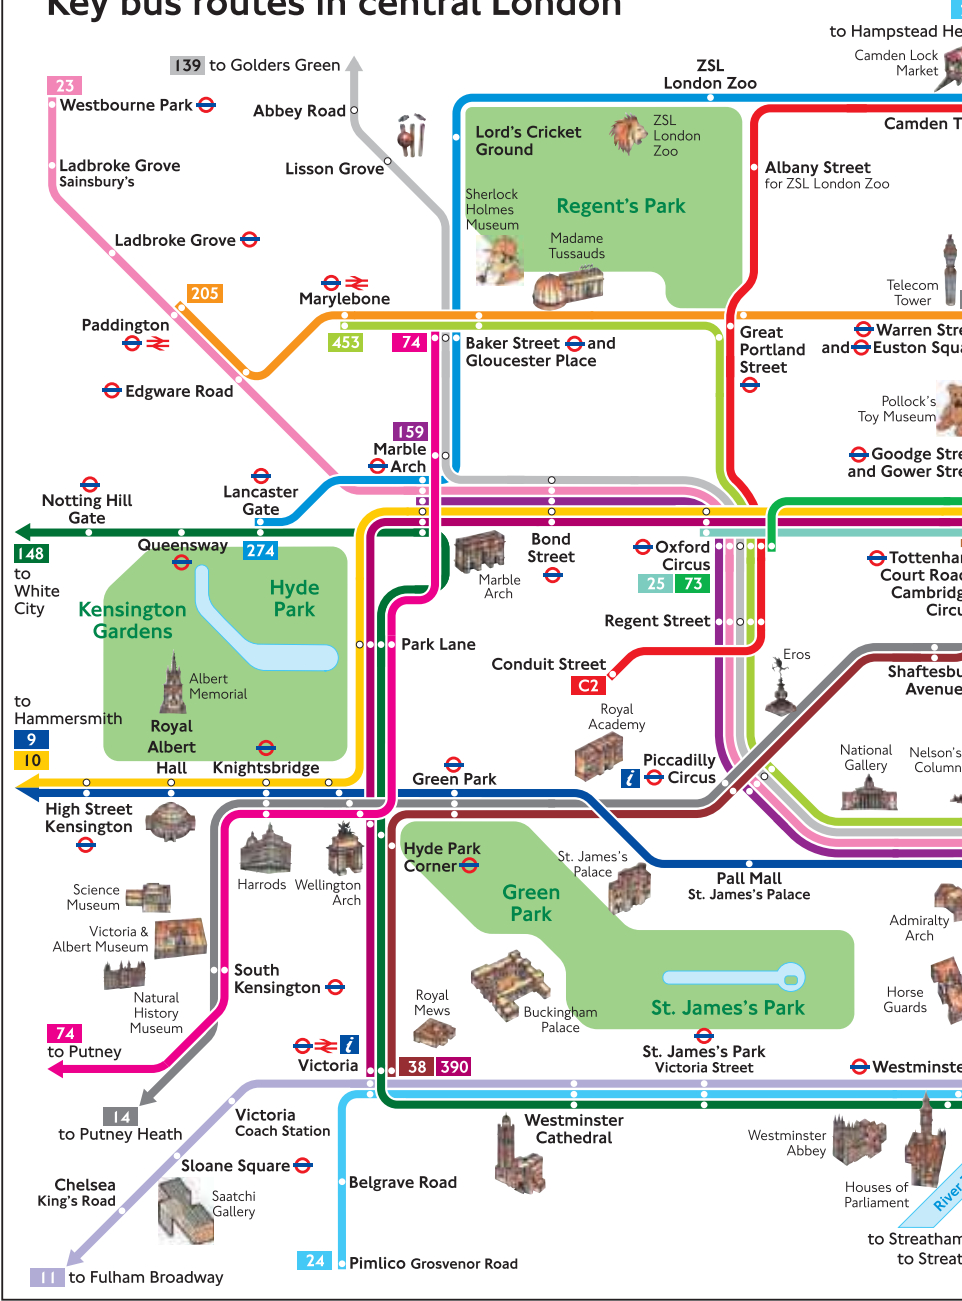 Key bus routes in central London
to Hampstead He
139 to Golders Green
Camden Lock
Market
ZSL
London Zoo
23
Westbourne Park
Abbey Road
Camden T
Lord's Cricket
Ground
ZSL
London
Zoo
Ladbroke Grove
Sainsbury's
Lisson Grove
Albany Street
for ZSL London Zoo
Sherlock
Holmes
Museum
Regent's Park
Ladbroke Grove
Madame
Tussauds
205
Marylebone
Telecom
Tower
Paddington
453
74
Baker Street and
Gloucester Place
Great
Portland
Street
Warren Stre
and Euston Squa
Edgware Road
Pollock's
Toy Museum
159
Marble
Arch
Goodge Stre
and Gower Stre
Notting Hill
Gate
Lancaster
Gate
148
to
White
City
Queensway
274
Bond
Street
Oxford
Circus
25 73
Marble
Arch
Tottenham
Court Road
Cambridg
Circu
Hyde
Park
Kensington
Gardens
Regent Street
Park Lane
Conduit Street
C2
Eros
Shaftesbu
Avenue
Albert
Memorial
to
Hammersmith
9
10
Royal
Albert
Hall
Royal
Academy
Knightsbridge
Green Park
Piccadilly
i Circus
National
Gallery
Nelson's
Column
High Street
Kensington
Hyde Park
Corner
Harrods
Wellington
Arch
St. James's
Palace
Pall Mall
St. James's Palace
Science
Museum
Green
Park
Admiralty
Arch
Victoria &
Albert Museum
South
Kensington
Natural
History
Museum
Royal
Mews
Buckingham
Palace
Horse
Guards
St. James's Park
74
to Putney
i
Victoria
38 390
St. James's Park
Victoria Street
Westminste
14
to Putney Heath
Victoria
Coach Station
Westminster
Cathedral
Westminster
Abbey
Sloane Square
Chelsea
King's Road
Saatchi
Gallery
Belgrave Road
Houses of
Parliament
River
to Streatham
to Streat
24
Pimlico Grosvenor Road
11 to Fulham Broadway